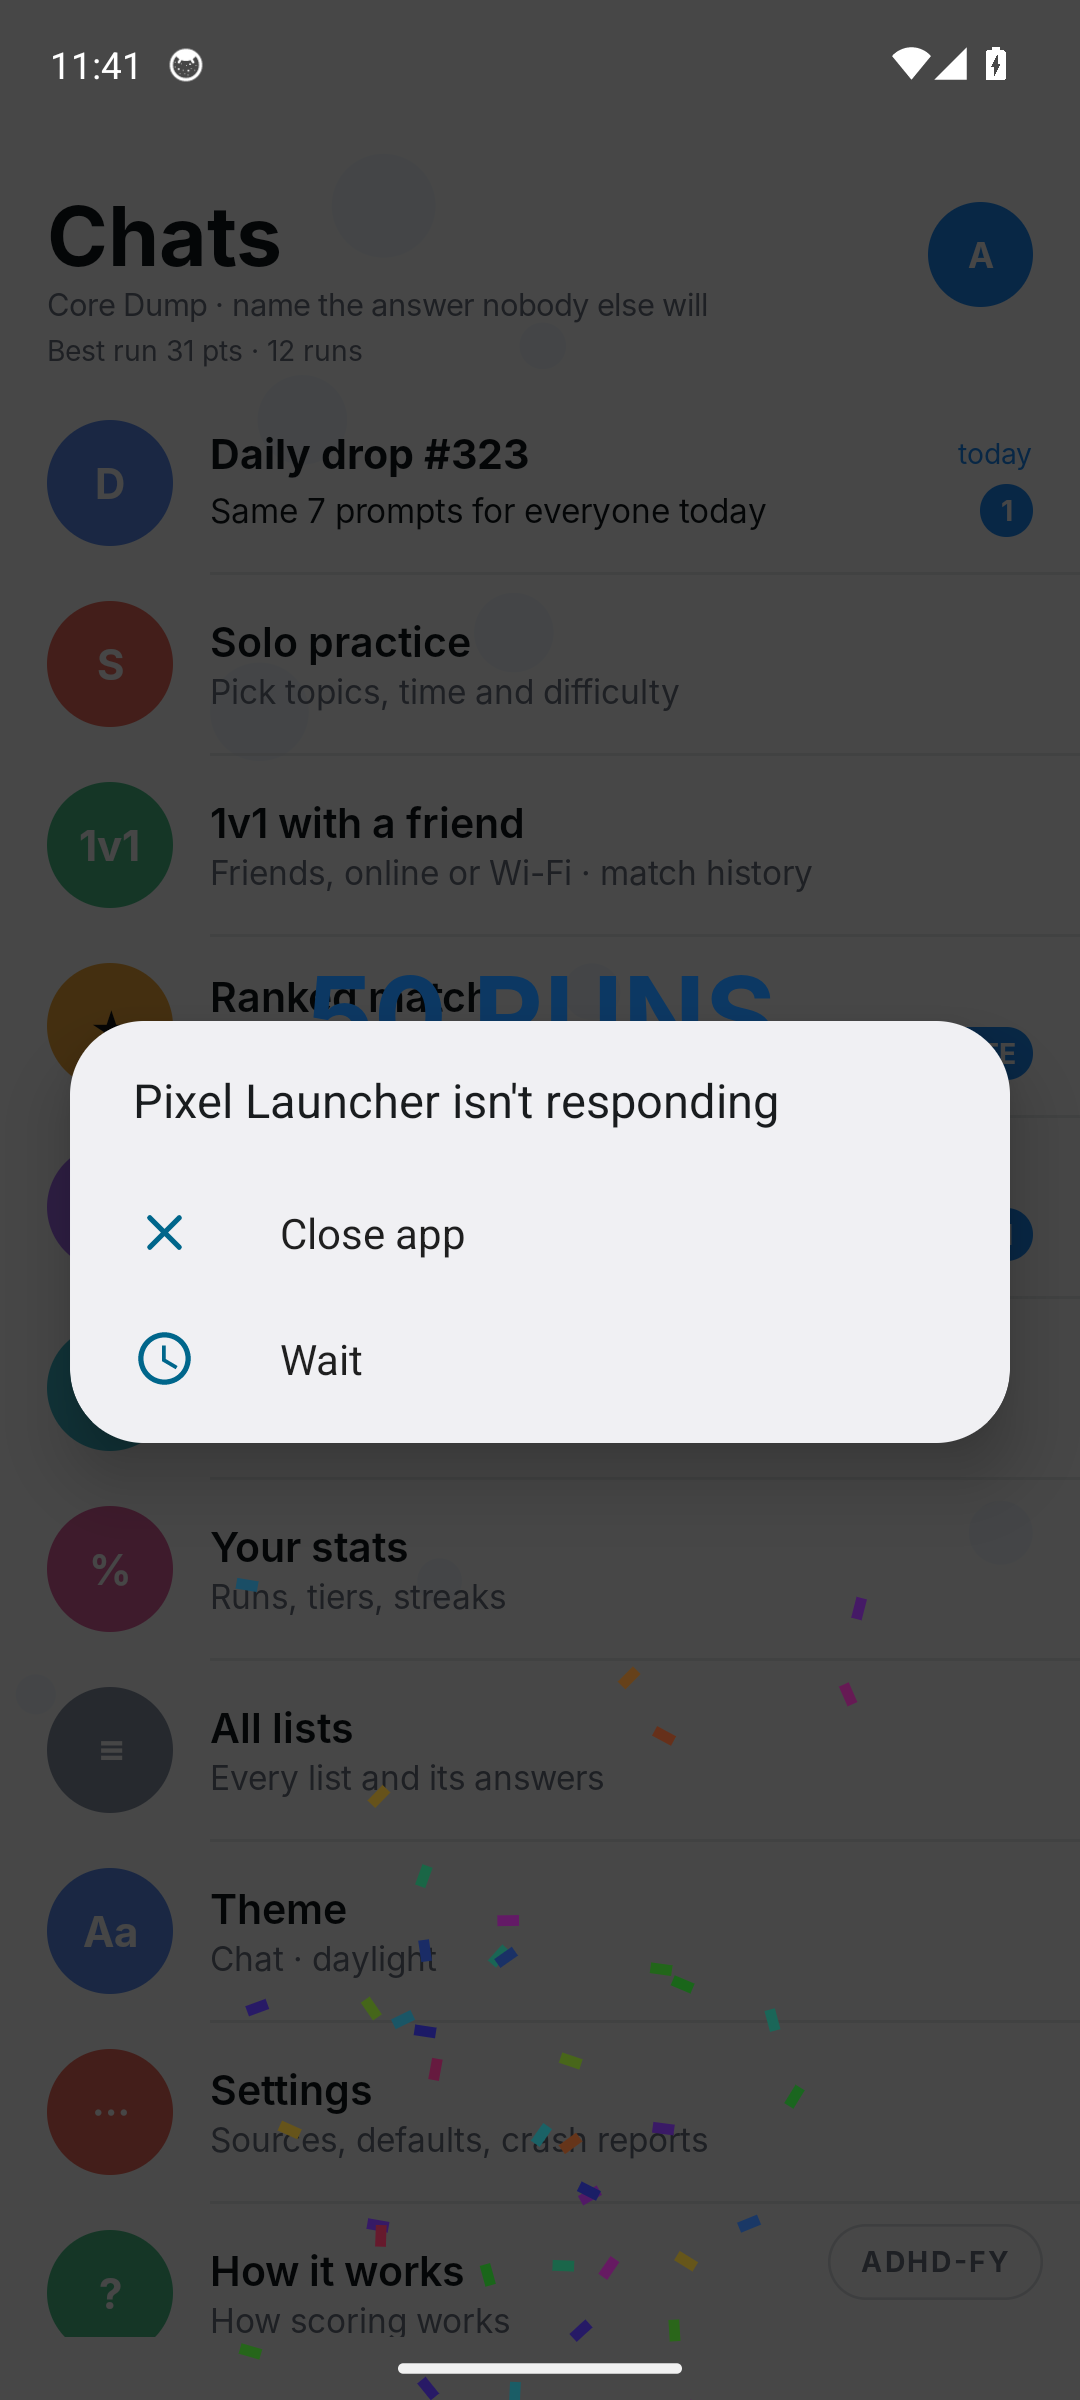 11:41
Chats
A
Core Dump · name the answer nobody else will
Best run 31 pts · 12 runs
D
Daily drop #323
today
Same 7 prompts for everyone today
1
S
Solo practice
Pick topics, time and difficulty
1v1
1v1 with a friend
Friends, online or Wi-Fi · match history
Ranked match
50 RUNS
Pixel Launcher isn't responding
Close app
Wait
%
Your stats
Runs, tiers, streaks
≡
All lists
Every list and its answers
Aa
Theme
Chat · daylight
...
Settings
Sources, defaults, crash reports
?
How it works
How scoring works
ADHD-FY